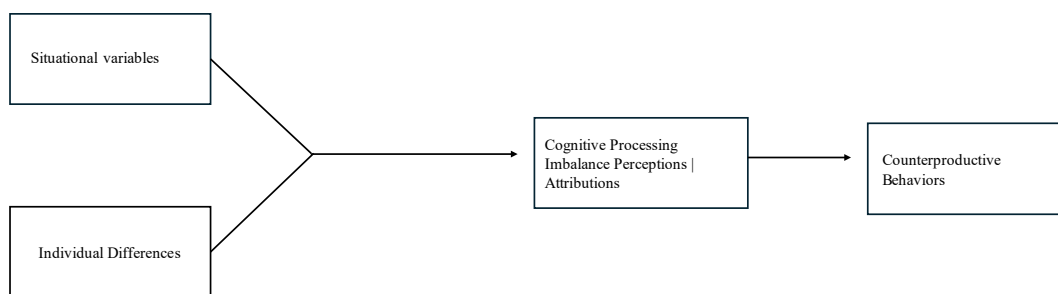 Situational variables
Cognitive Processing
Imbalance Perceptions |
Attributions
Counterproductive
Behaviors
Individual Differences